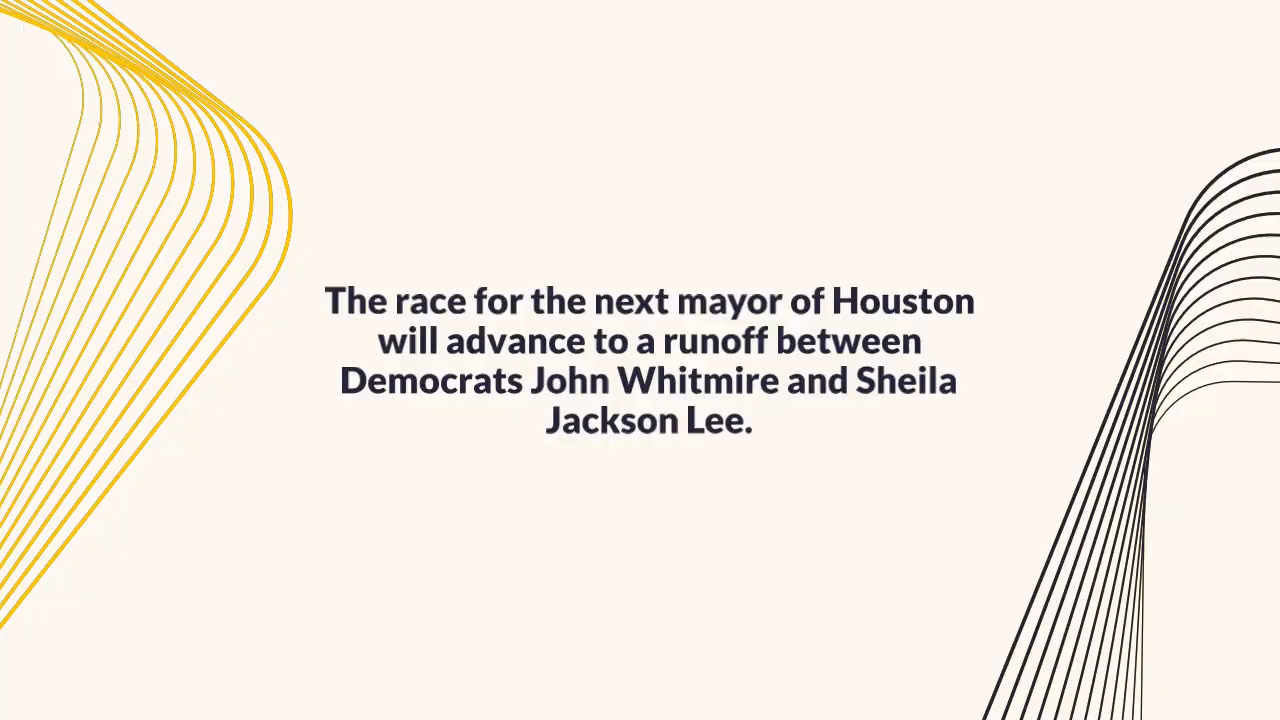 The race for the next mayor of Houston
will advance to a runoff between
Democrats John Whitmire and Sheila
Jackson Lee.